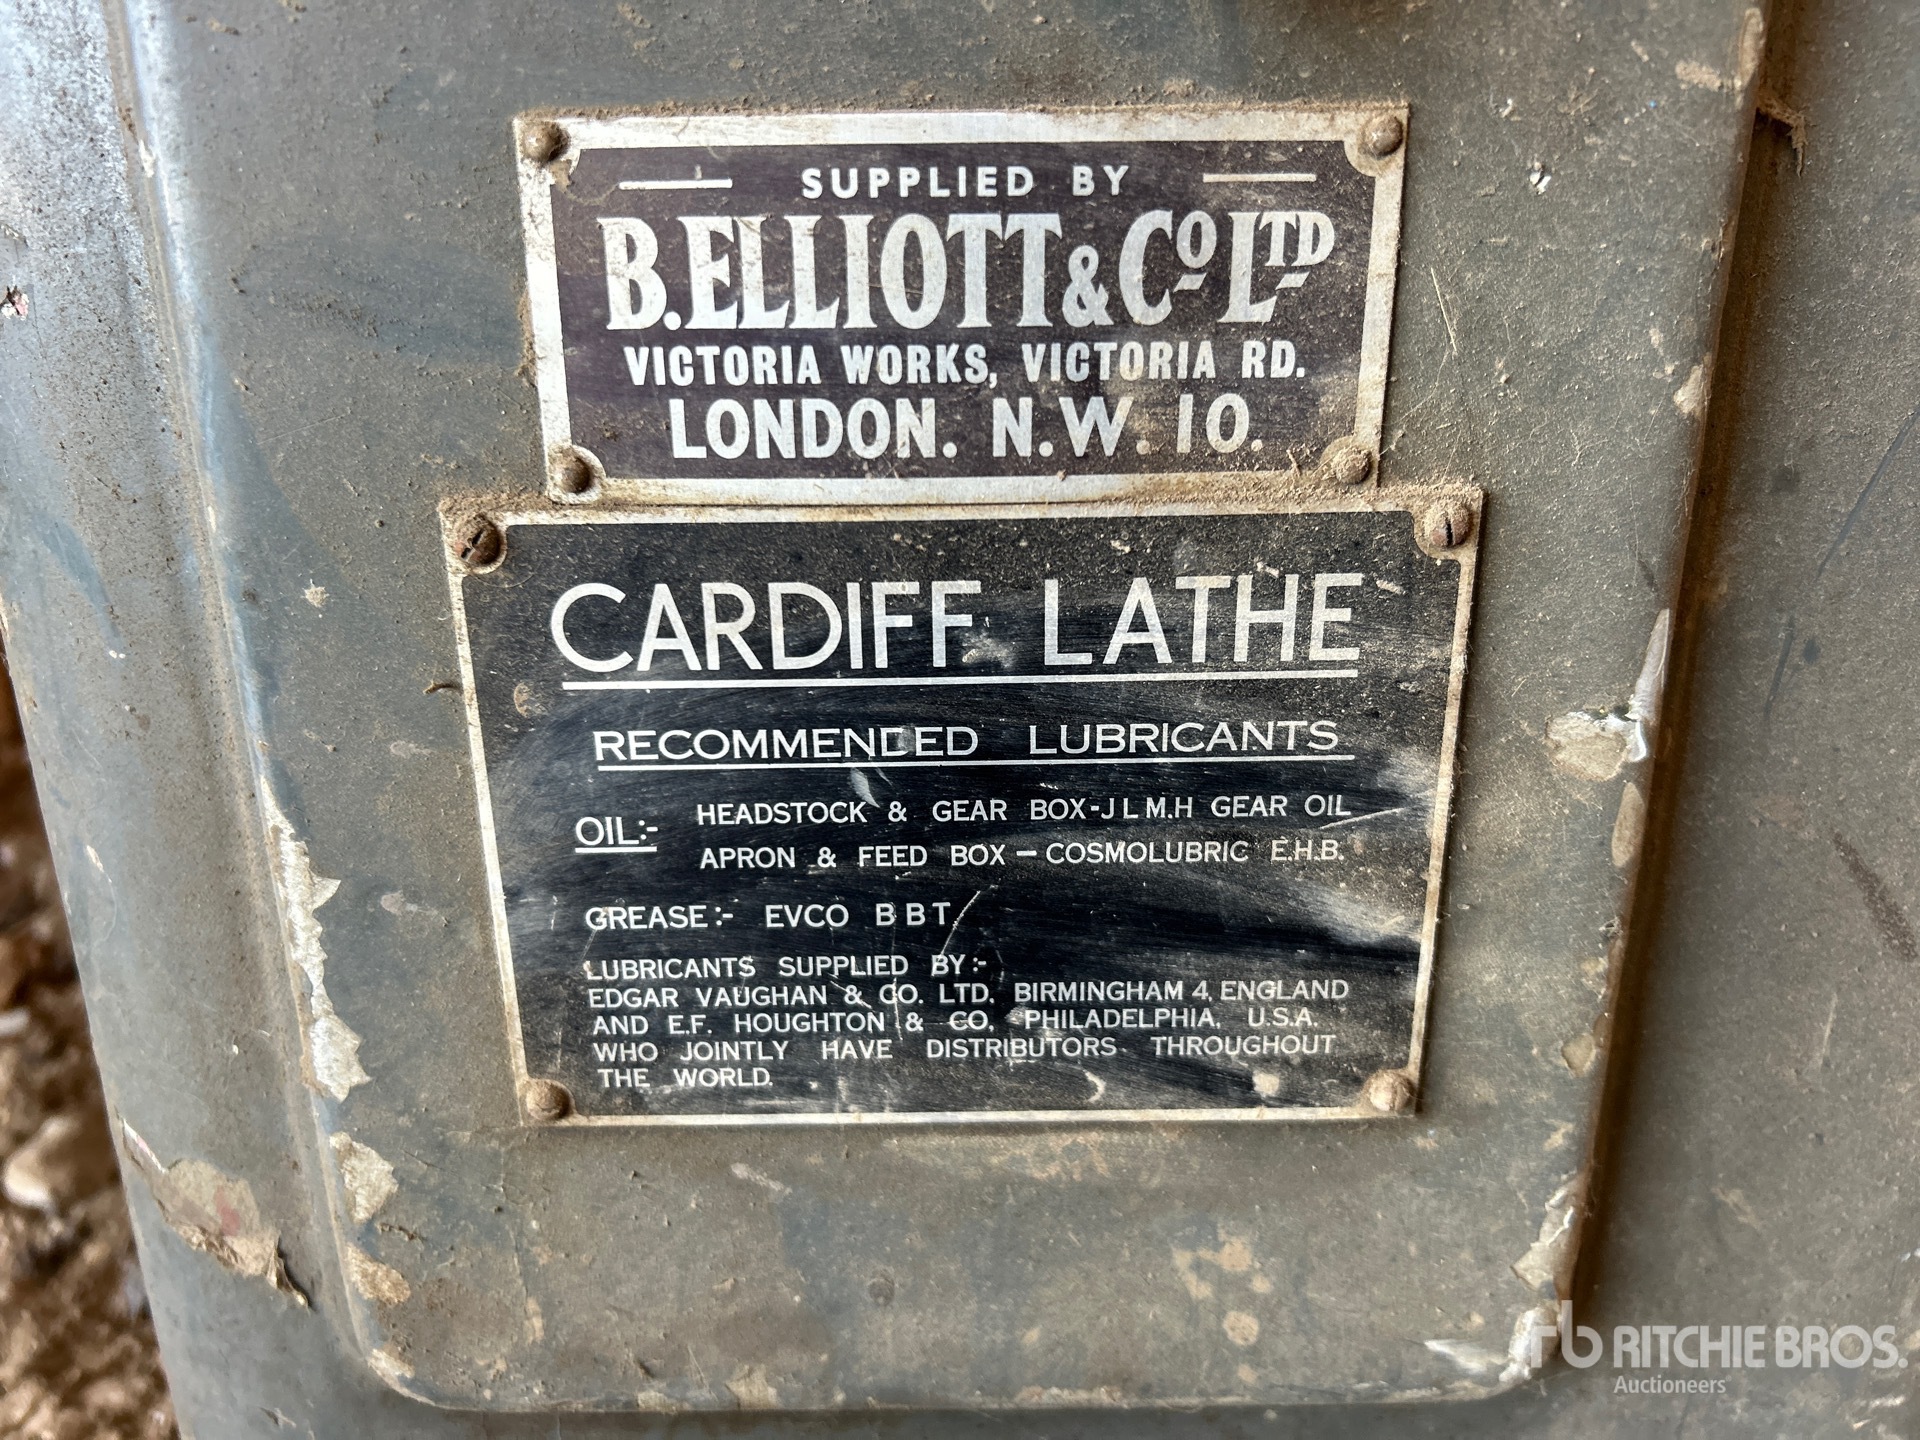 SUPPLIED BY
B. ELLIOTT & CO LTD
VICTORIA WORKS, VICTORIA RD.
LONDON. N.W. 10.
CARDIFF LATHE
RECOMMENDED LUBRICANTS
OIL:- HEADSTOCK & GEAR BOX-J L M.H GEAR OIL
APRON & FEED BOX - COSMOLUBRIC E.H.B.
GREASE:- EVCO B B T
LUBRICANTS SUPPLIED BY:-
EDGAR VAUGHAN & CO. LTD. BIRMINGHAM 4, ENGLAND
AND E.F. HOUGHTON & CO, PHILADELPHIA, U.S.A.
WHO JOINTLY HAVE DISTRIBUTORS THROUGHOUT
THE WORLD.
rb RITCHIE BROS.
Auctioneers